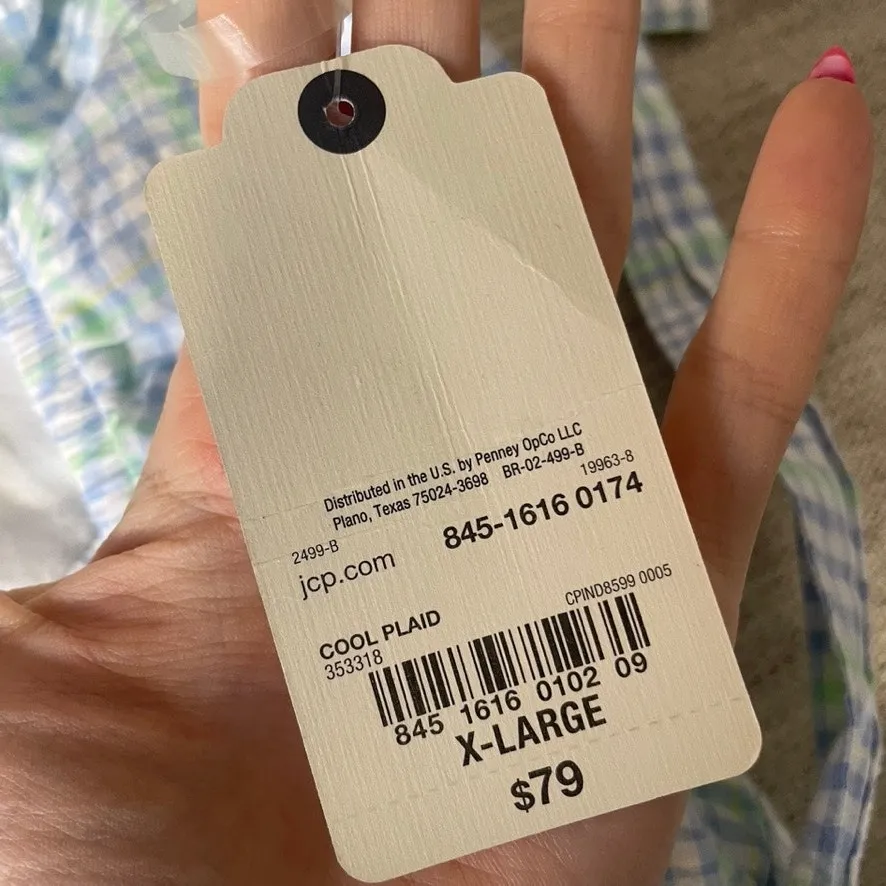 Distributed in the U.S. by Penney OpCo LLC
Plano, Texas 75024-3698 BR-02-499-B
19963-8
2499-B
845-1616 0174
jcp.com
CPIND8599 0005
COOL PLAID
353318
845 1616 0102 09
X-LARGE
$79